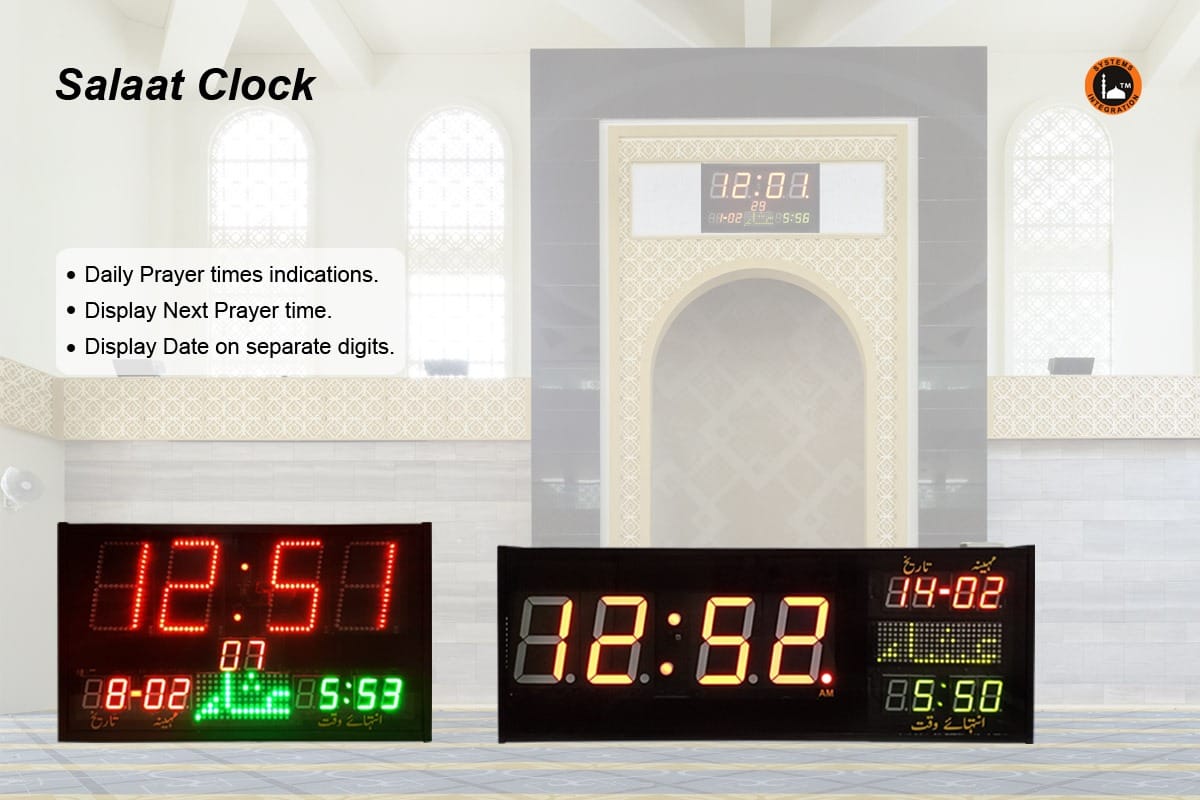 Salaat Clock
SYSTEMS
TM
INTEGRATION
12:01
29
1-02
عشاء
5:56
• Daily Prayer times indications.
• Display Next Prayer time.
• Display Date on separate digits.
12:51
07
8-02
عشاء
5:53
تاریخ
مہینہ
انتہائے وقت
12:52
AM
مہینہ
تاریخ
14-02
عشاء
5:50
انتہائے وقت